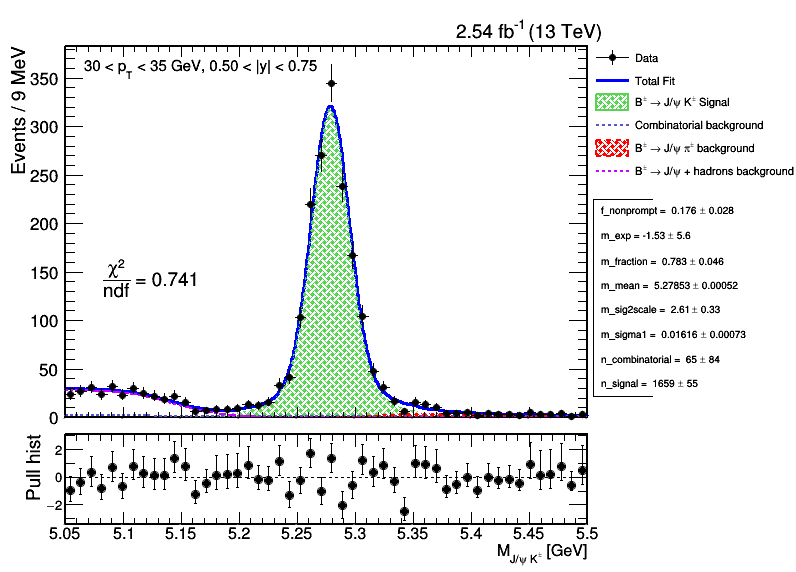 2.54 fb⁻¹ (13 TeV)
Events / 9 MeV
30 < p_T < 35 GeV, 0.50 < |y| < 0.75
χ²/ndf = 0.741
350
300
250
200
150
100
50
0
Data
Total Fit
B± → J/ψ K± Signal
Combinatorial background
B± → J/ψ π± background
B± → J/ψ + hadrons background
f_nonprompt = 0.176 ± 0.028
m_exp = -1.53 ± 5.6
m_fraction = 0.783 ± 0.046
m_mean = 5.27853 ± 0.00052
m_sig2scale = 2.61 ± 0.33
m_sigma1 = 0.01616 ± 0.00073
n_combinatorial = 65 ± 84
n_signal = 1659 ± 55
Pull hist
2
0
−2
5.05 5.1 5.15 5.2 5.25 5.3 5.35 5.4 5.45 5.5
M_J/ψ K± [GeV]